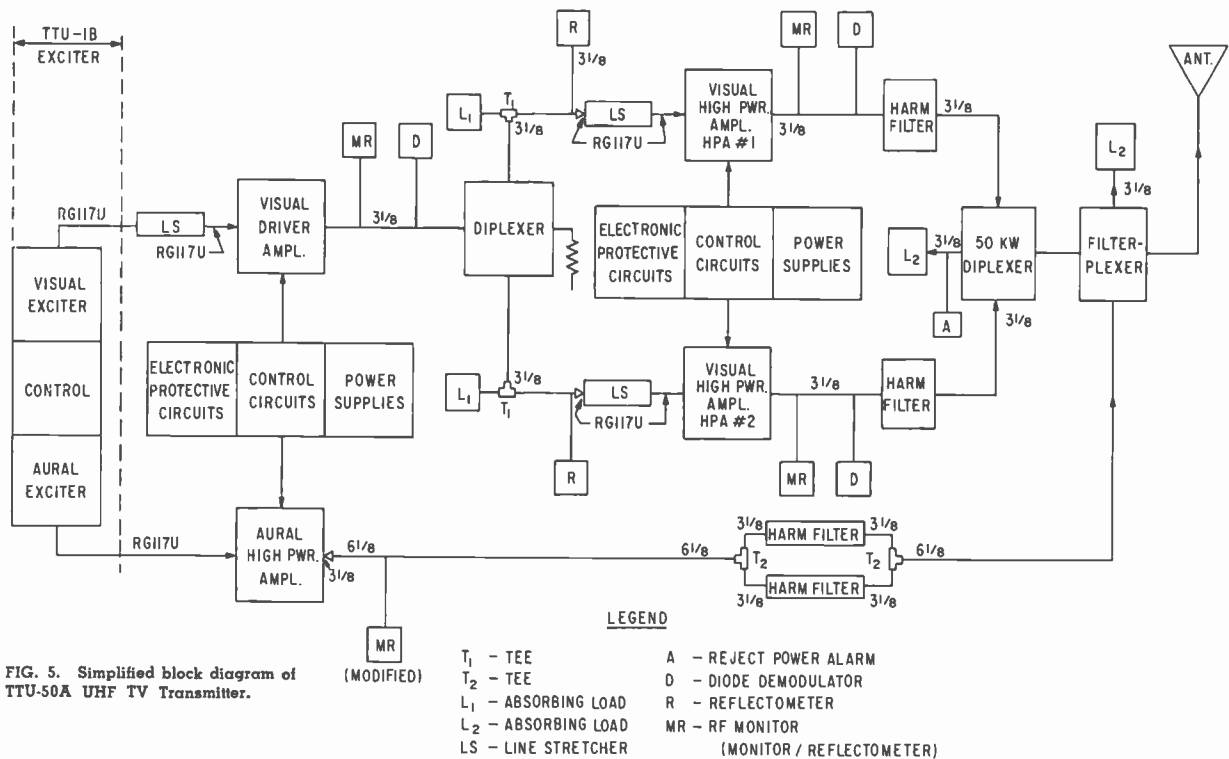 TTU-1B
EXCITER
RG117U
LS
RG117U
VISUAL
DRIVER
AMPL.
MR
D
3 1/8
VISUAL
EXCITER
CONTROL
AURAL
EXCITER
ELECTRONIC
PROTECTIVE
CIRCUITS
CONTROL
CIRCUITS
POWER
SUPPLIES
RG117U
AURAL
HIGH PWR.
AMPL.
6 1/8
3 1/8
MR
(MODIFIED)
L1
T1
3 1/8
R
3 1/8
LS
RG117U
DIPLEXER
L1
T1
3 1/8
LS
RG117U
R
VISUAL
HIGH PWR.
AMPL.
HPA #1
MR
D
3 1/8
HARM
FILTER
3 1/8
ELECTRONIC
PROTECTIVE
CIRCUITS
CONTROL
CIRCUITS
POWER
SUPPLIES
VISUAL
HIGH PWR.
AMPL.
HPA #2
3 1/8
MR
D
HARM
FILTER
L2
3 1/8
A
50 KW
DIPLEXER
3 1/8
L2
3 1/8
FILTER-
PLEXER
ANT.
6 1/8
T2
3 1/8
HARM FILTER
3 1/8
3 1/8
HARM FILTER
3 1/8
T2
6 1/8
LEGEND
T1 - TEE
T2 - TEE
L1 - ABSORBING LOAD
L2 - ABSORBING LOAD
LS - LINE STRETCHER
A - REJECT POWER ALARM
D - DIODE DEMODULATOR
R - REFLECTOMETER
MR - RF MONITOR
(MONITOR / REFLECTOMETER)
FIG. 5. Simplified block diagram of
TTU-50A UHF TV Transmitter.